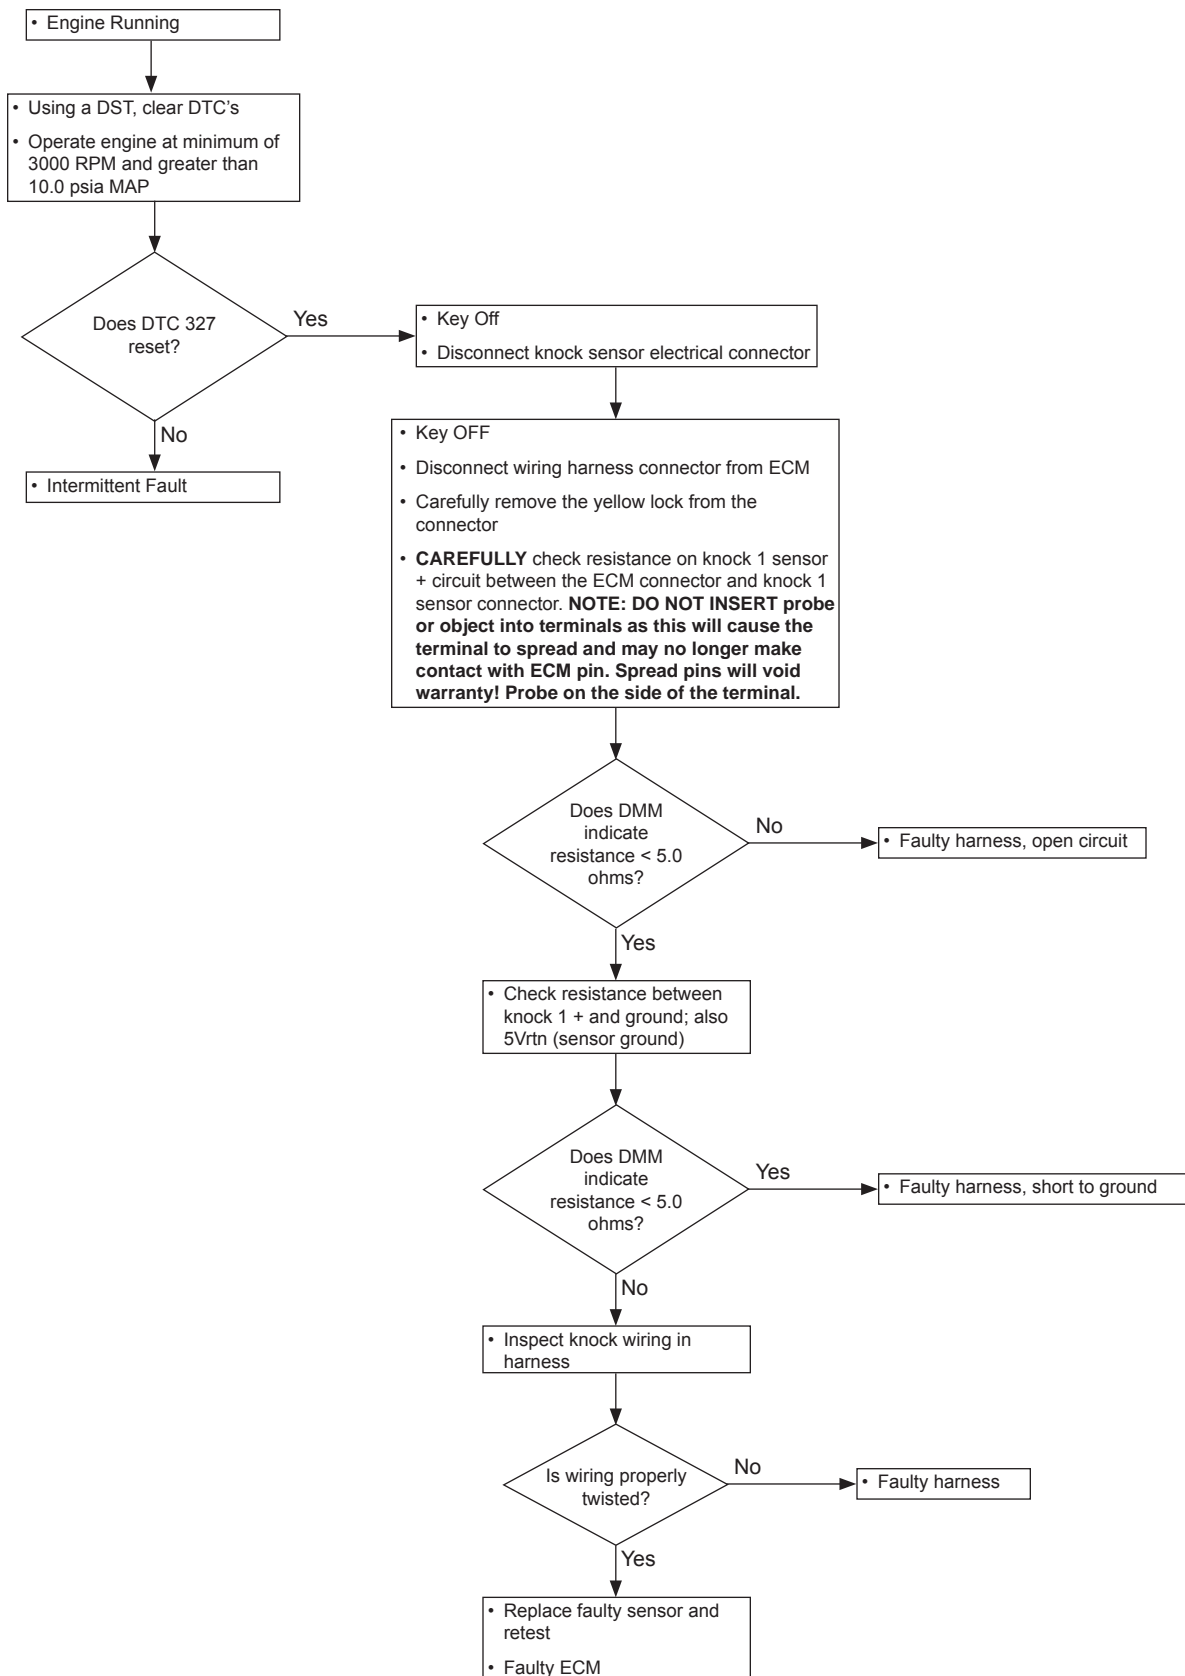 • Engine Running
• Using a DST, clear DTC's
• Operate engine at minimum of
3000 RPM and greater than
10.0 psia MAP
Does DTC 327
reset?
Yes
• Key Off
• Disconnect knock sensor electrical connector
No
• Intermittent Fault
• Key OFF
• Disconnect wiring harness connector from ECM
• Carefully remove the yellow lock from the
connector
• CAREFULLY check resistance on knock 1 sensor
+ circuit between the ECM connector and knock 1
sensor connector. NOTE: DO NOT INSERT probe
or object into terminals as this will cause the
terminal to spread and may no longer make
contact with ECM pin. Spread pins will void
warranty! Probe on the side of the terminal.
Does DMM
indicate
resistance < 5.0
ohms?
No
• Faulty harness, open circuit
Yes
• Check resistance between
knock 1 + and ground; also
5Vrtn (sensor ground)
Does DMM
indicate
resistance < 5.0
ohms?
Yes
• Faulty harness, short to ground
No
• Inspect knock wiring in
harness
Is wiring properly
twisted?
No
• Faulty harness
Yes
• Replace faulty sensor and
retest
• Faulty ECM